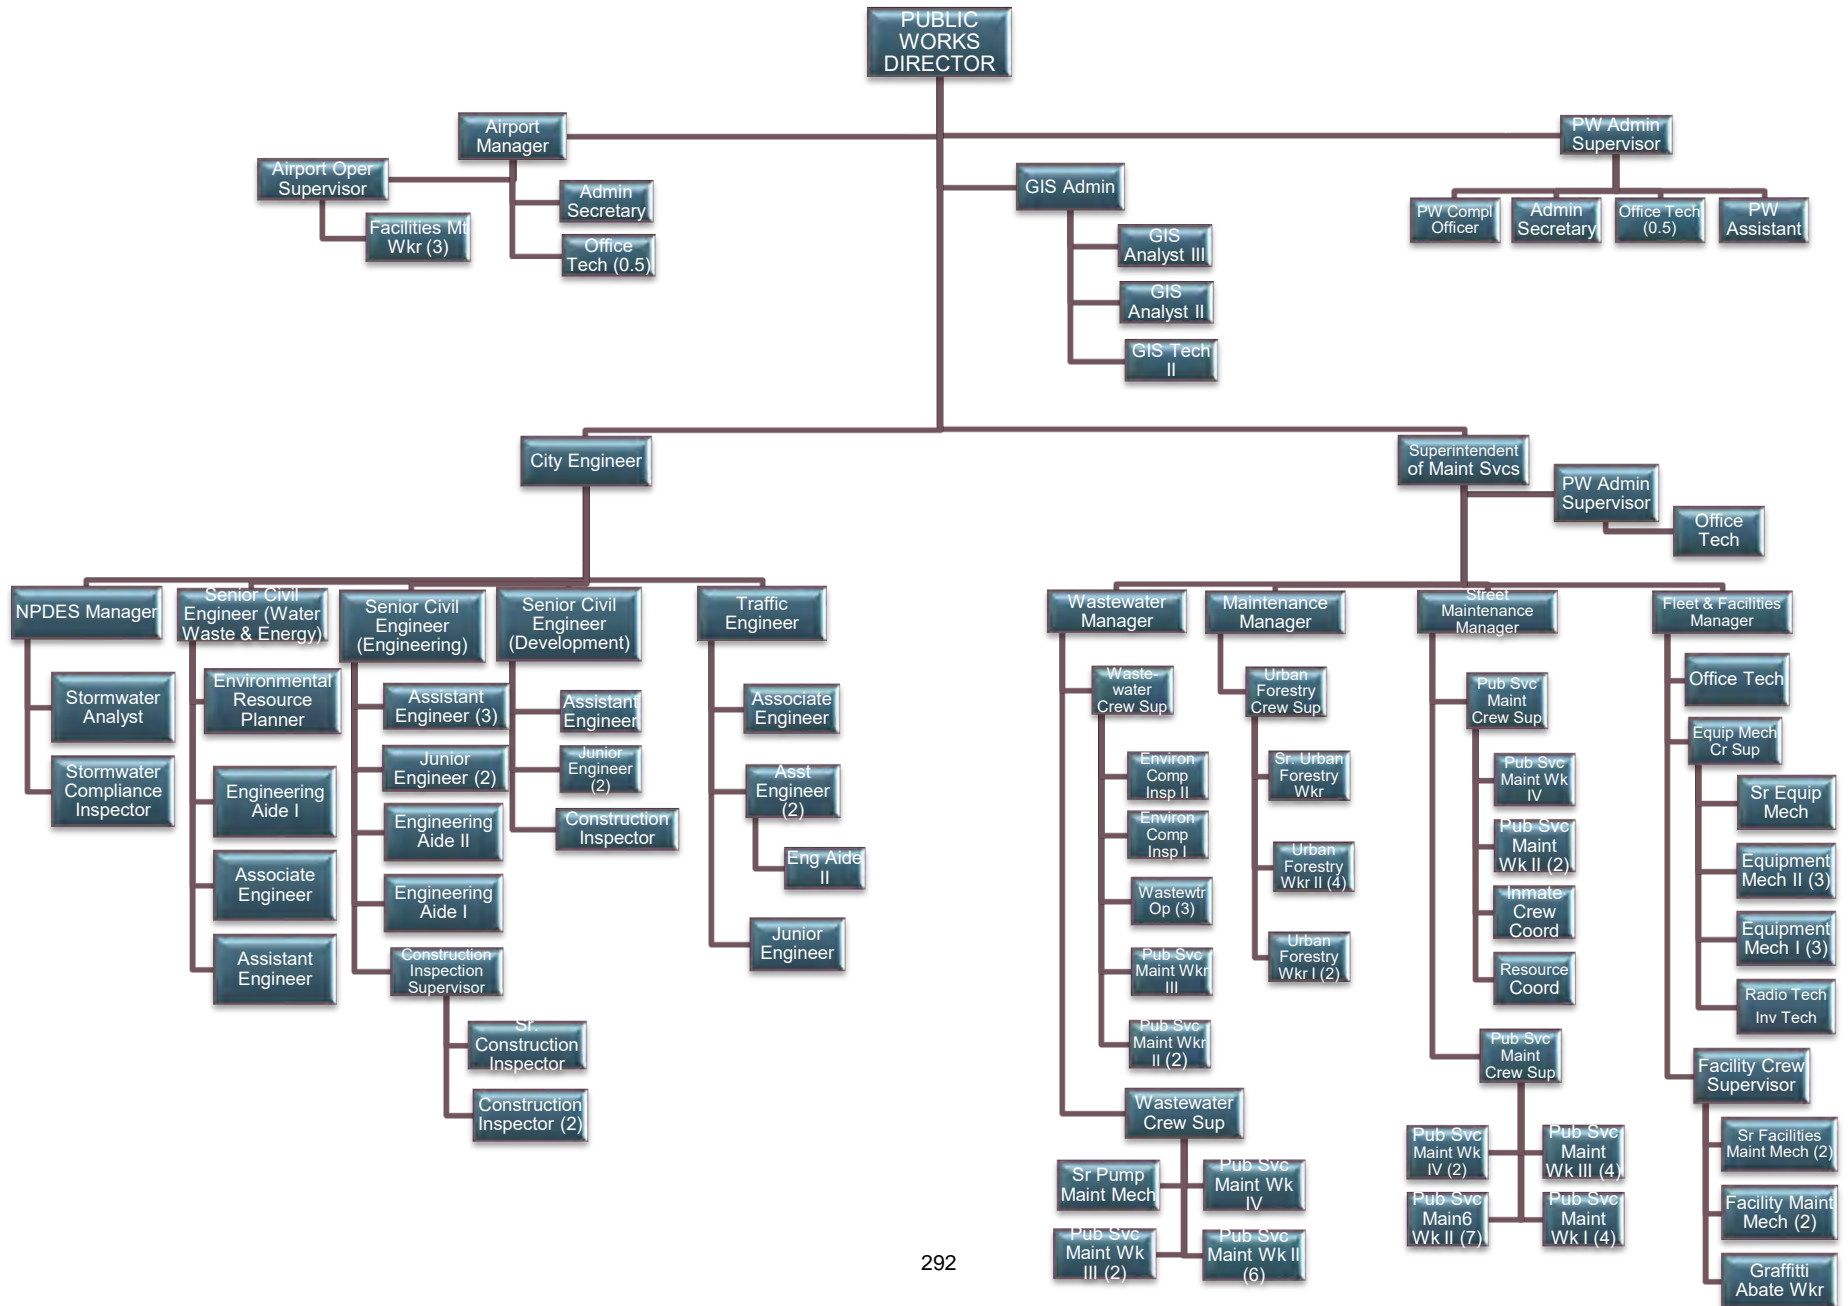 PUBLIC
WORKS
DIRECTOR
Airport
Manager
PW Admin
Supervisor
Airport Oper
Supervisor
Facilities Mt
Wkr (3)
Admin
Secretary
Office
Tech (0.5)
GIS Admin
GIS
Analyst III
GIS
Analyst II
GIS Tech
II
PW Compl
Officer
Admin
Secretary
Office Tech
(0.5)
PW
Assistant
City Engineer
Superintendent
of Maint Svcs
PW Admin
Supervisor
Office
Tech
NPDES Manager
Stormwater
Analyst
Stormwater
Compliance
Inspector
Senior Civil
Engineer (Water
Waste & Energy)
Environmental
Resource
Planner
Engineering
Aide I
Associate
Engineer
Assistant
Engineer
Senior Civil
Engineer
(Engineering)
Assistant
Engineer (3)
Junior
Engineer (2)
Engineering
Aide II
Engineering
Aide I
Construction
Inspection
Supervisor
Sr.
Construction
Inspector
Construction
Inspector (2)
Senior Civil
Engineer
(Development)
Assistant
Engineer
Junior
Engineer
(2)
Construction
Inspector
Traffic
Engineer
Associate
Engineer
Asst
Engineer
(2)
Eng Aide
II
Junior
Engineer
Wastewater
Manager
Waste-
water
Crew Sup
Environ
Comp
Insp II
Environ
Comp
Insp I
Wastewtr
Op (3)
Pub Svc
Maint Wkr
III
Pub Svc
Maint Wkr
II (2)
Wastewater
Crew Sup
Sr Pump
Maint Mech
Pub Svc
Maint Wk
IV
Pub Svc
Maint Wk
III (2)
Pub Svc
Maint Wk II
(6)
Maintenance
Manager
Urban
Forestry
Crew Sup
Sr. Urban
Forestry
Wkr
Urban
Forestry
Wkr II (4)
Urban
Forestry
Wkr I (2)
Street
Maintenance
Manager
Pub Svc
Maint
Crew Sup
Pub Svc
Maint Wk
IV
Pub Svc
Maint
Wk II (2)
Inmate
Crew
Coord
Resource
Coord
Pub Svc
Maint
Crew Sup
Pub Svc
Maint Wk
IV (2)
Pub Svc
Maint
Wk III (4)
Pub Svc
Main6
Wk II (7)
Pub Svc
Maint
Wk I (4)
Fleet & Facilities
Manager
Office Tech
Equip Mech
Cr Sup
Sr Equip
Mech
Equipment
Mech II (3)
Equipment
Mech I (3)
Radio Tech
Inv Tech
Facility Crew
Supervisor
Sr Facilities
Maint Mech (2)
Facility Maint
Mech (2)
Graffitti
Abate Wkr
292